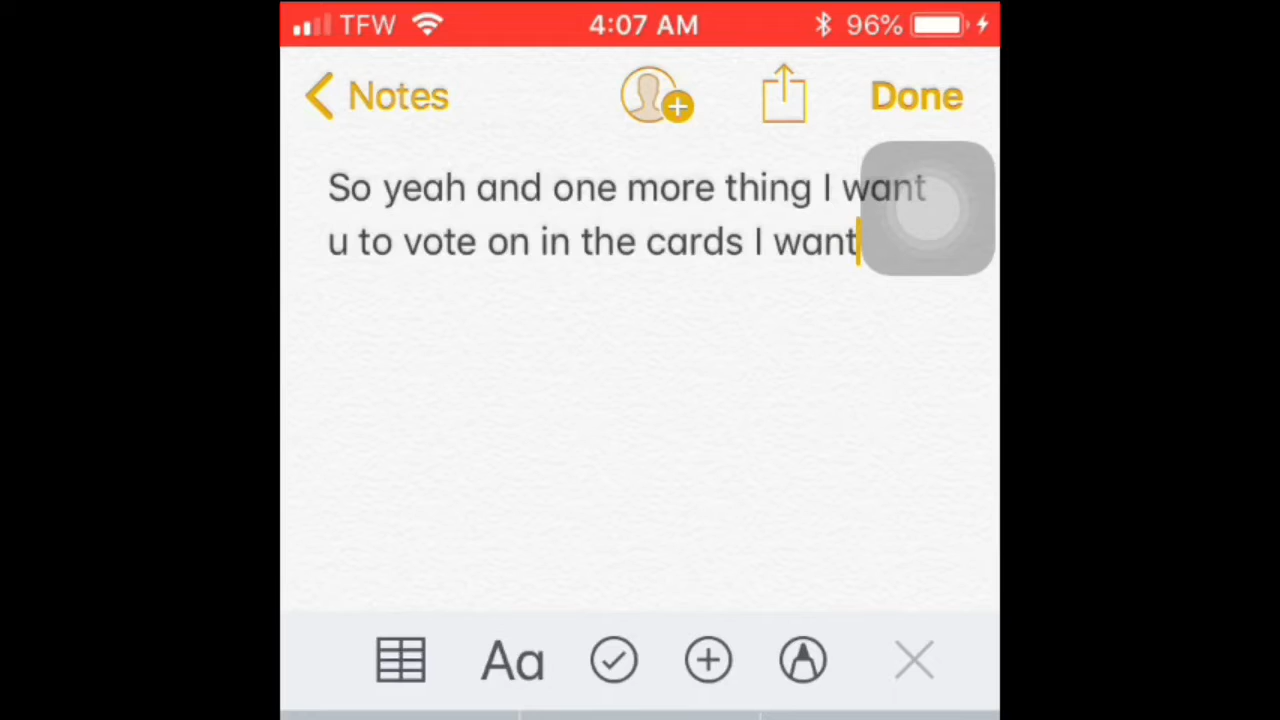 TFW 4:07 AM 96%
Notes Done
So yeah and one more thing I want
u to vote on in the cards I want
Aa